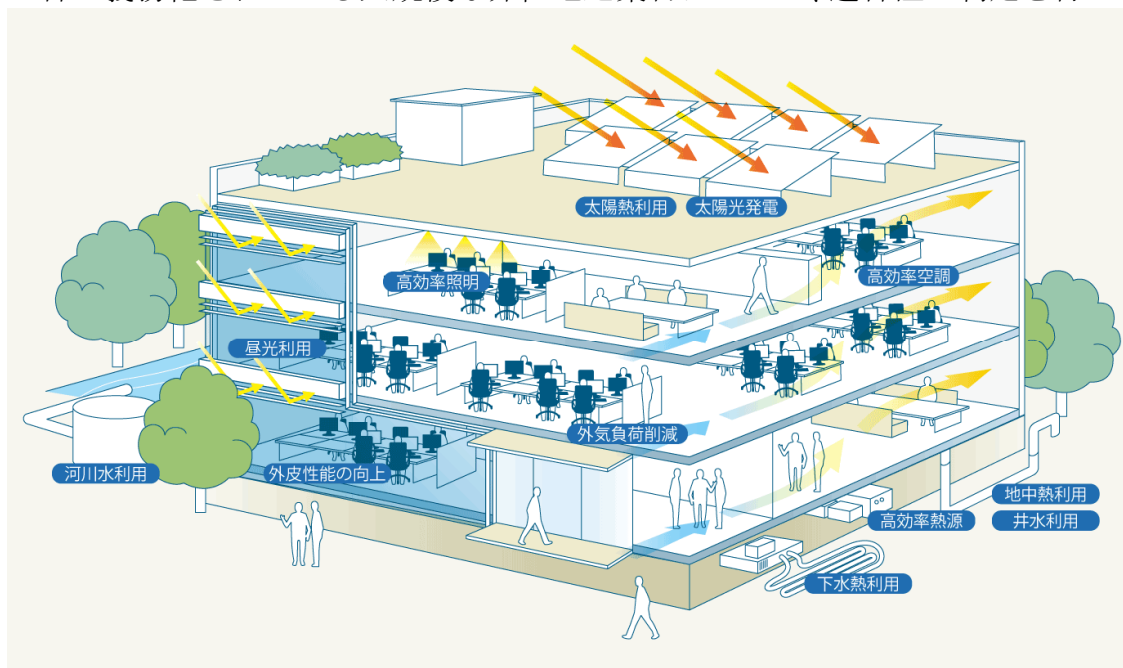 太陽熱利用
太陽光発電
高効率照明
高効率空調
昼光利用
外気負荷削減
河川水利用
外皮性能の向上
地中熱利用
高効率熱源
井水利用
下水熱利用